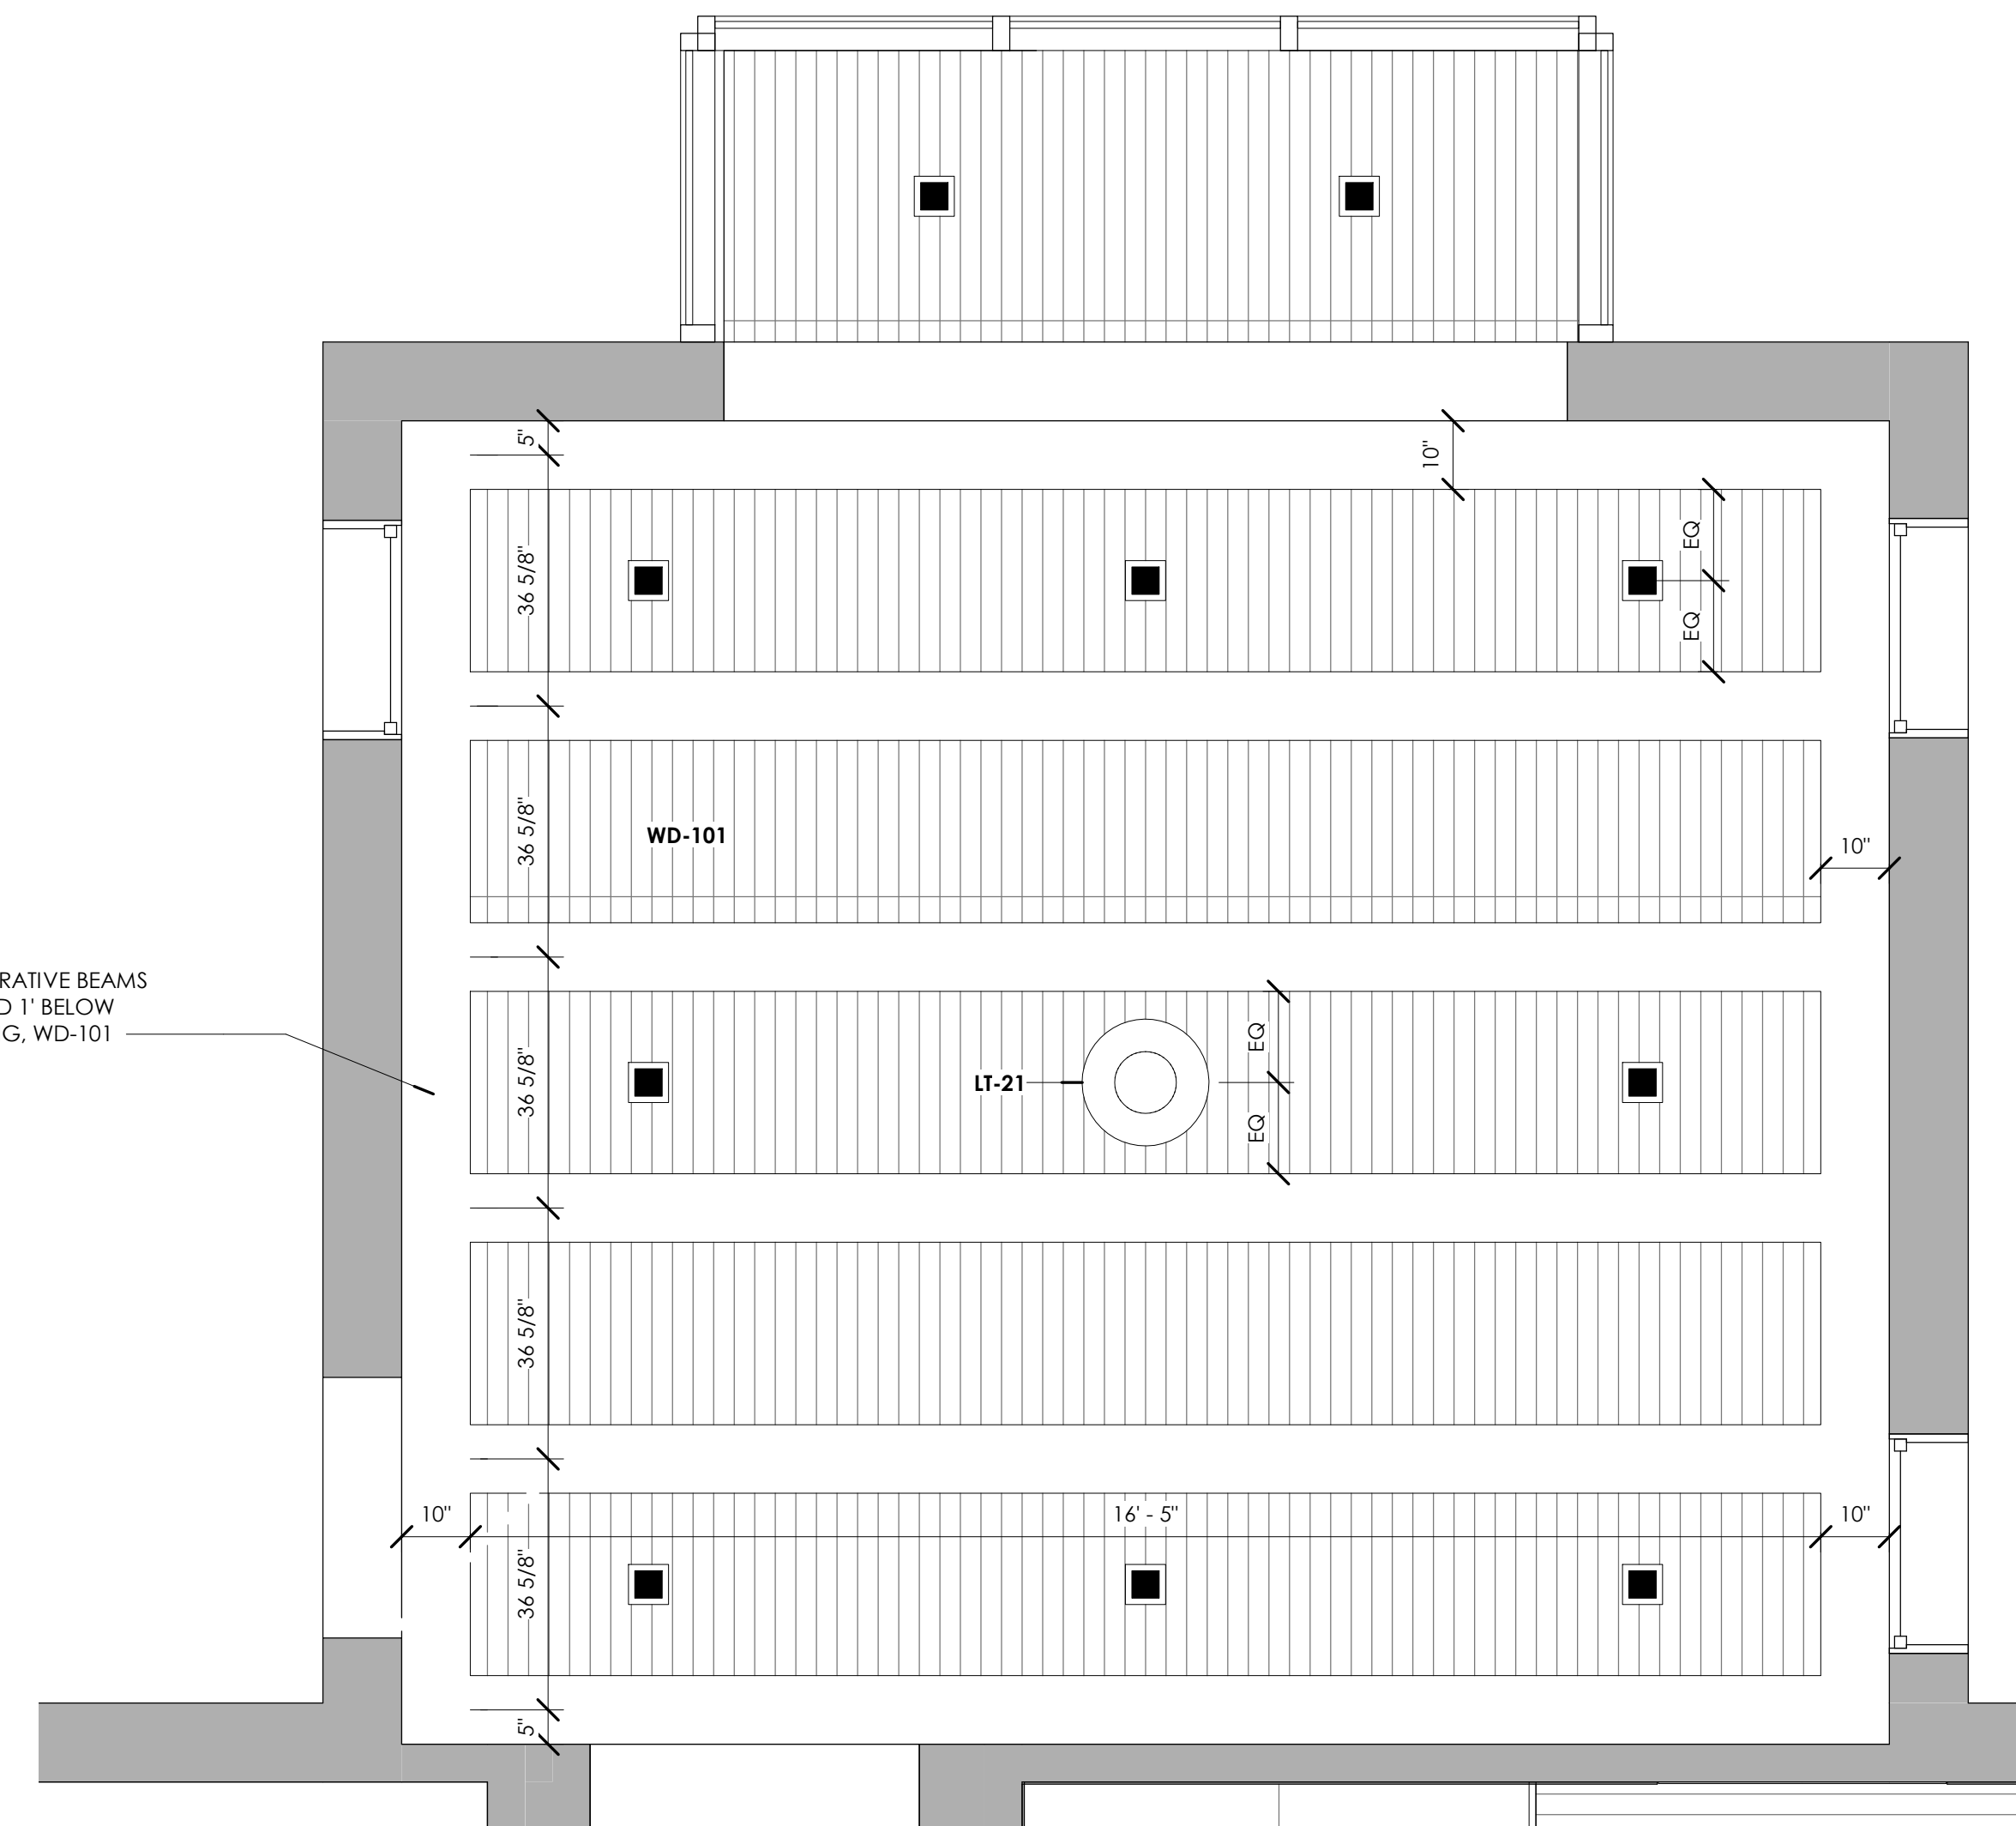 5"
10"
36 5/8"
EQ
EQ
36 5/8"
WD-101
10"
RATIVE BEAMS
D 1' BELOW
G, WD-101
36 5/8"
LT-21
EQ
EQ
36 5/8"
10"
16' - 5"
10"
36 5/8"
5"